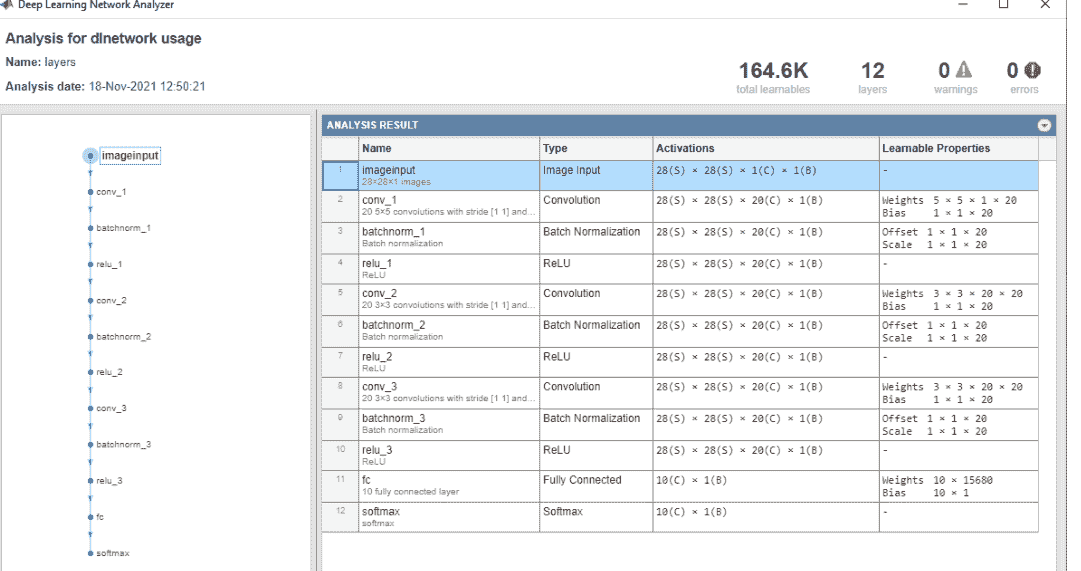 Deep Learning Network Analyzer
Analysis for dlnetwork usage
Name: layers
Analysis date: 18-Nov-2021 12:50:21
164.6K
total learnables
12
layers
0
warnings
0
errors
imageinput
conv_1
batchnorm_1
relu_1
conv_2
batchnorm_2
relu_2
conv_3
batchnorm_3
relu_3
fc
softmax
ANALYSIS RESULT
Name Type Activations Learnable Properties
1 imageinput Image Input 28(S) × 28(S) × 1(C) × 1(B) -
28×28×1 images
2 conv_1 Convolution 28(S) × 28(S) × 20(C) × 1(B) Weights 5 × 5 × 1 × 20
20 5×5 convolutions with stride [1 1] and... Bias 1 × 1 × 20
3 batchnorm_1 Batch Normalization 28(S) × 28(S) × 20(C) × 1(B) Offset 1 × 1 × 20
Batch normalization Scale 1 × 1 × 20
4 relu_1 ReLU 28(S) × 28(S) × 20(C) × 1(B) -
ReLU
5 conv_2 Convolution 28(S) × 28(S) × 20(C) × 1(B) Weights 3 × 3 × 20 × 20
20 3×3 convolutions with stride [1 1] and... Bias 1 × 1 × 20
6 batchnorm_2 Batch Normalization 28(S) × 28(S) × 20(C) × 1(B) Offset 1 × 1 × 20
Batch normalization Scale 1 × 1 × 20
7 relu_2 ReLU 28(S) × 28(S) × 20(C) × 1(B) -
ReLU
8 conv_3 Convolution 28(S) × 28(S) × 20(C) × 1(B) Weights 3 × 3 × 20 × 20
20 3×3 convolutions with stride [1 1] and... Bias 1 × 1 × 20
9 batchnorm_3 Batch Normalization 28(S) × 28(S) × 20(C) × 1(B) Offset 1 × 1 × 20
Batch normalization Scale 1 × 1 × 20
10 relu_3 ReLU 28(S) × 28(S) × 20(C) × 1(B) -
ReLU
11 fc Fully Connected 10(C) × 1(B) Weights 10 × 15680
10 fully connected layer Bias 10 × 1
12 softmax Softmax 10(C) × 1(B) -
softmax